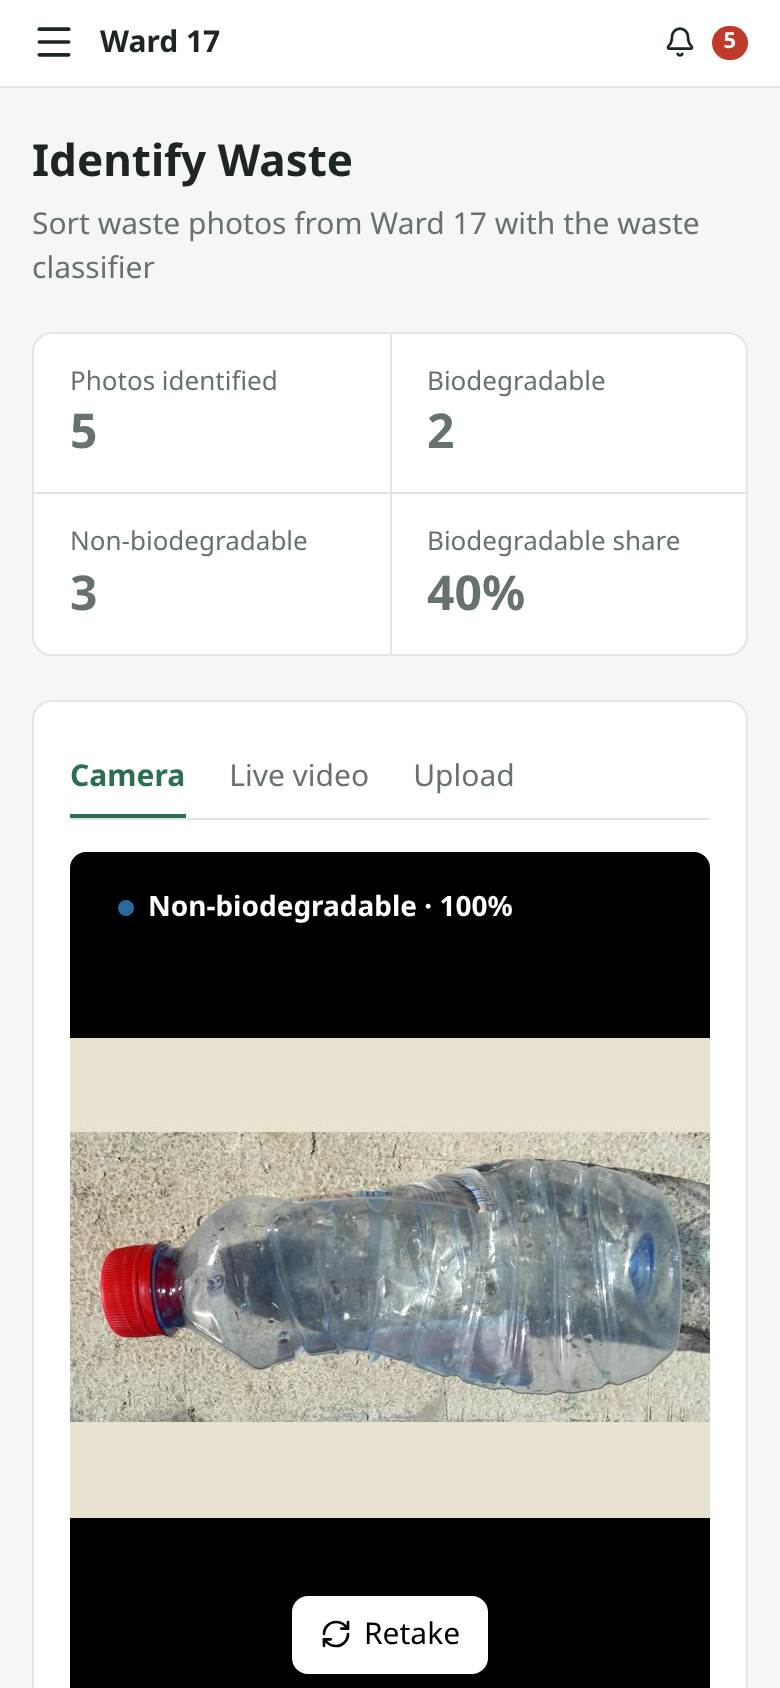 Ward 17
5
Identify Waste
Sort waste photos from Ward 17 with the waste
classifier
Photos identified
5
Biodegradable
2
Non-biodegradable
3
Biodegradable share
40%
Camera
Live video
Upload
Non-biodegradable · 100%
Retake